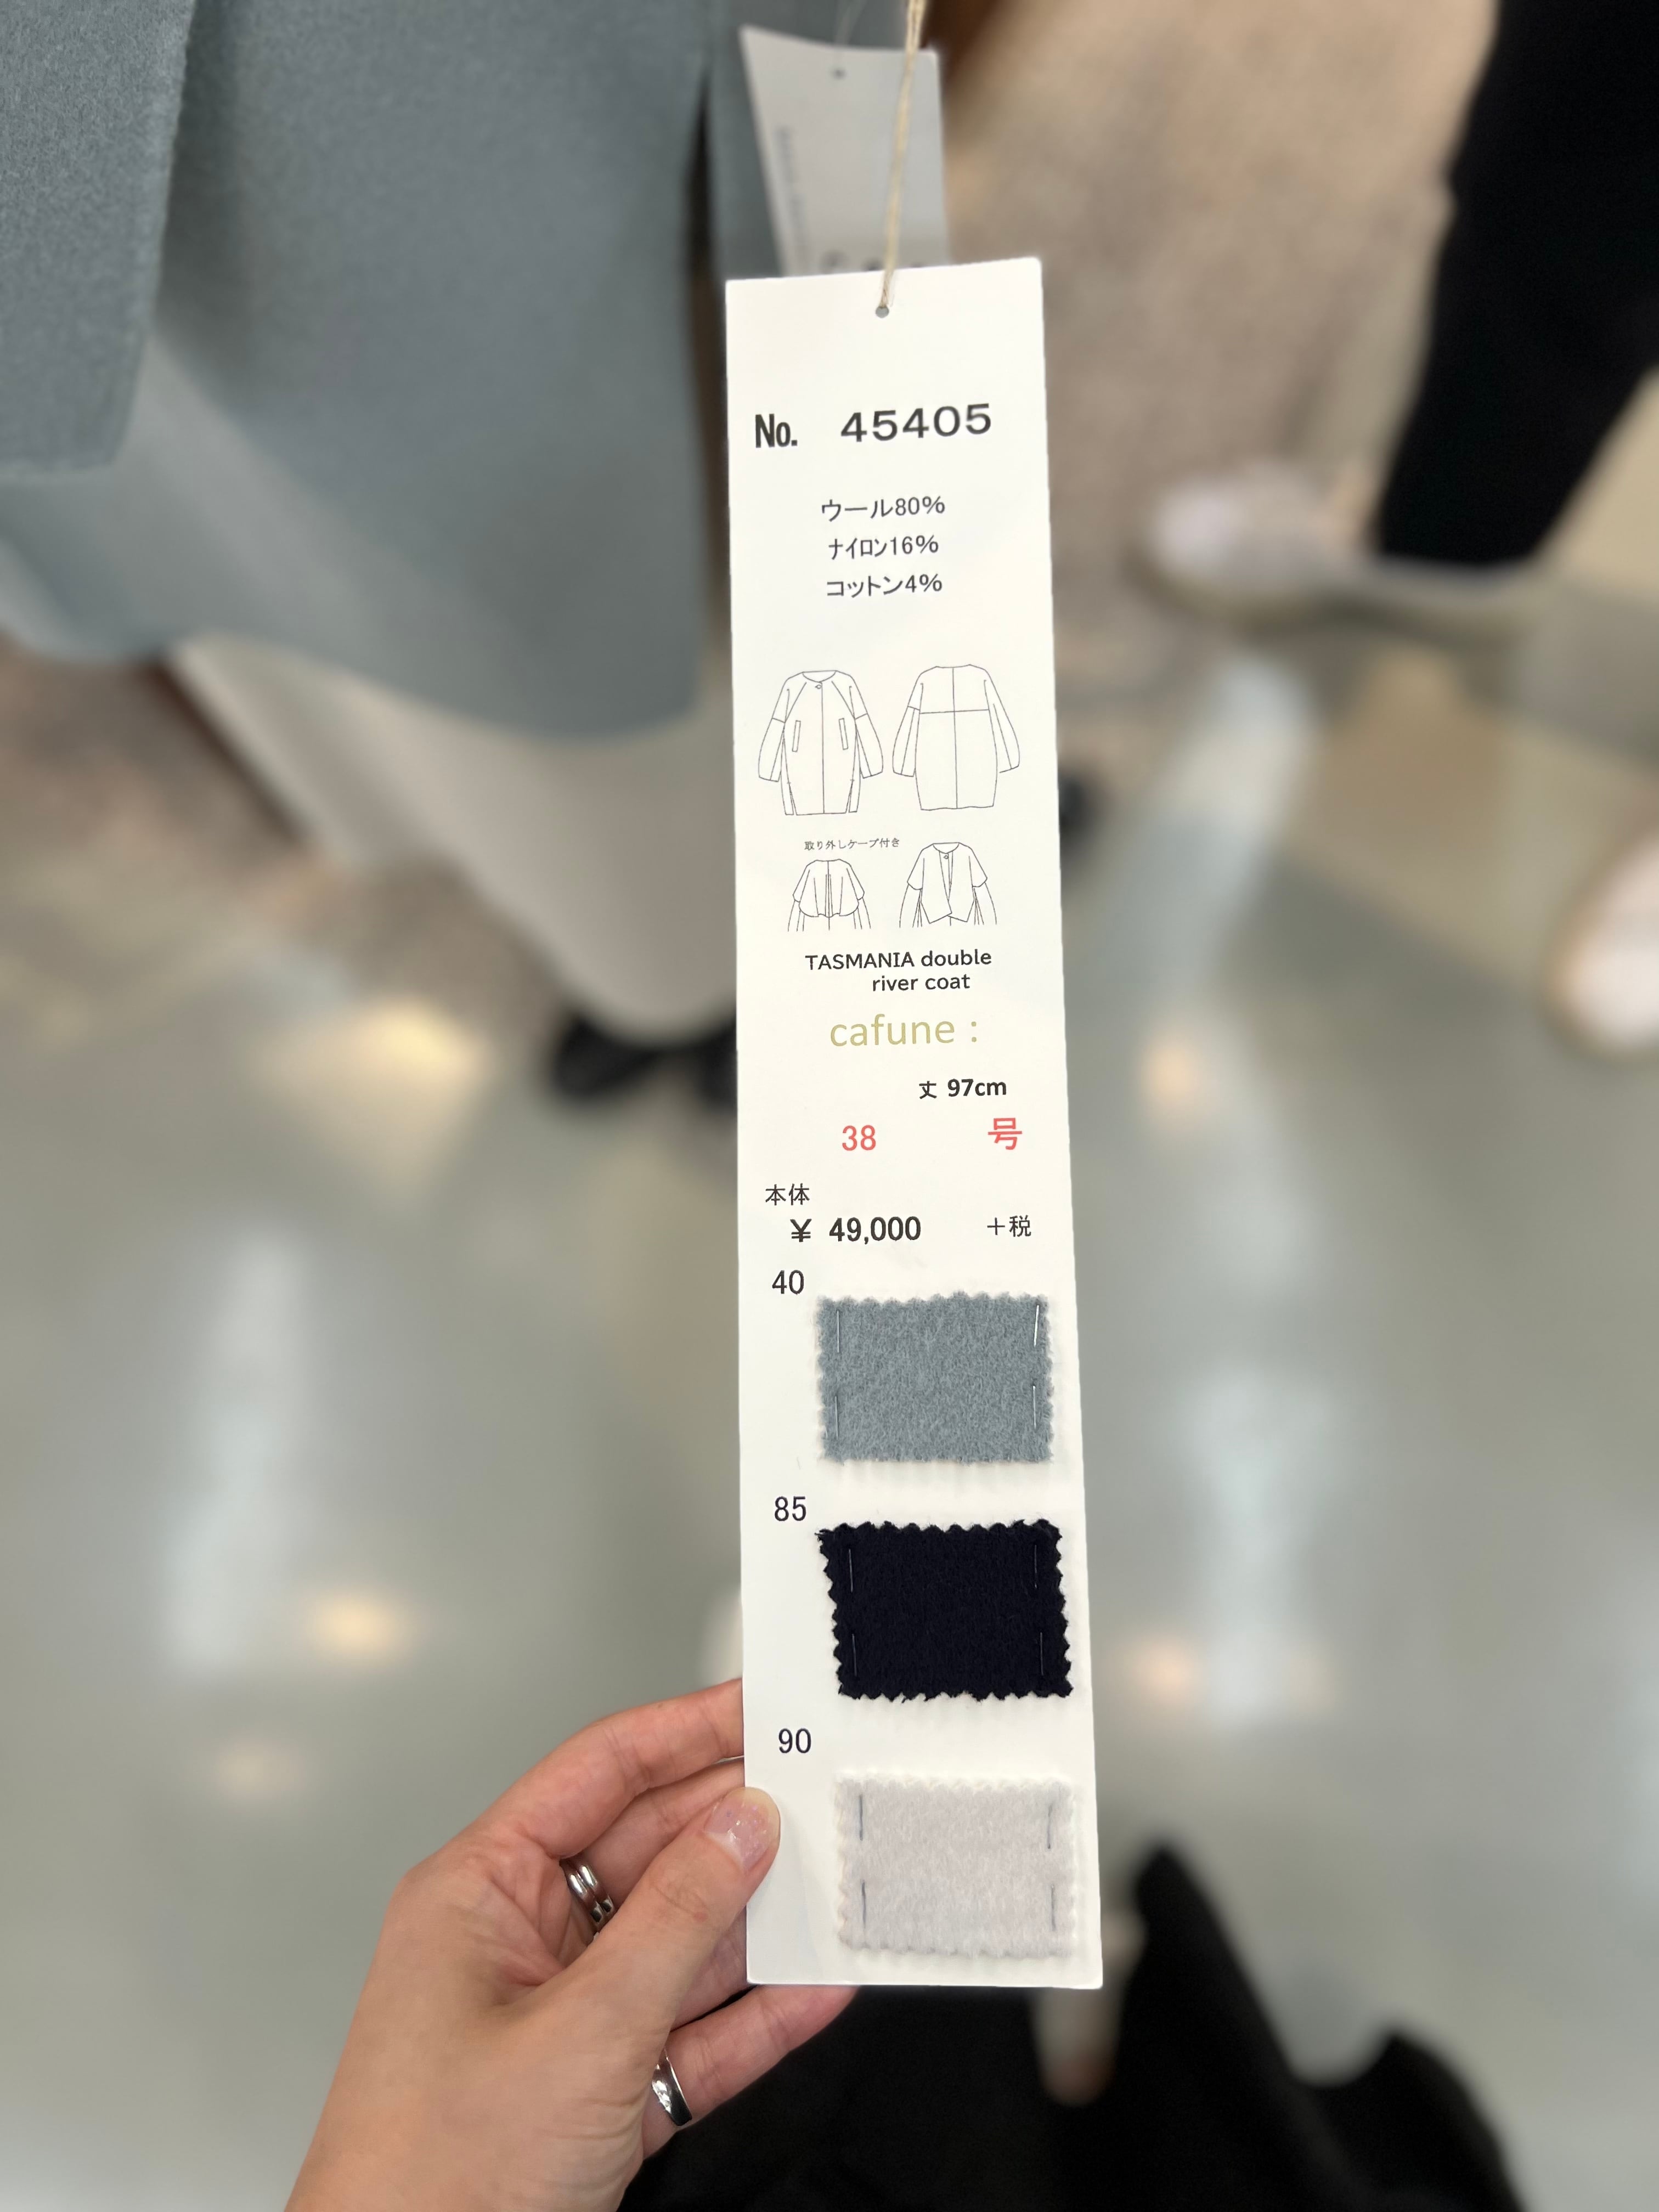 No. 45405
ウール80%
ナイロン16%
コットン4%
取り外しケープ付き
TASMANIA double
river coat
cafune :
丈 97cm
38 号
本体
¥ 49,000 +税
40
85
90